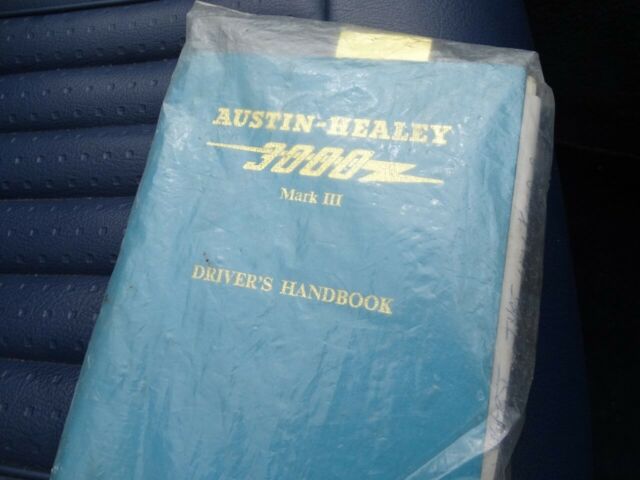 AUSTIN-HEALEY
3000
Mark III
DRIVER'S HANDBOOK